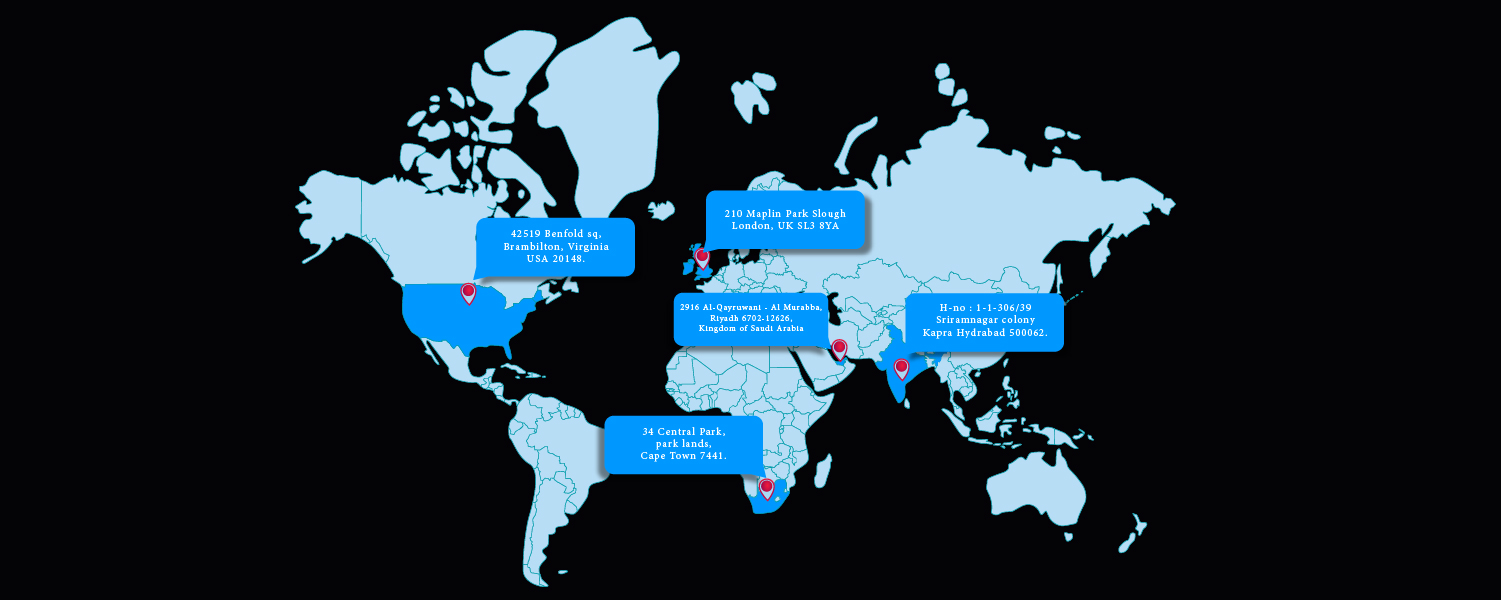 210 Maplin Park Slough
London, UK SL3 8YA
42519 Benfold sq,
Brambilton, Virginia
USA 20148.
2916 Al-Qayruwani - Al Murabba,
Riyadh 6702-12626,
Kingdom of Saudi Arabia
H-no : 1-1-306/39
Sriramnagar colony
Kapra Hydrabad 500062.
34 Central Park,
park lands,
Cape Town 7441.